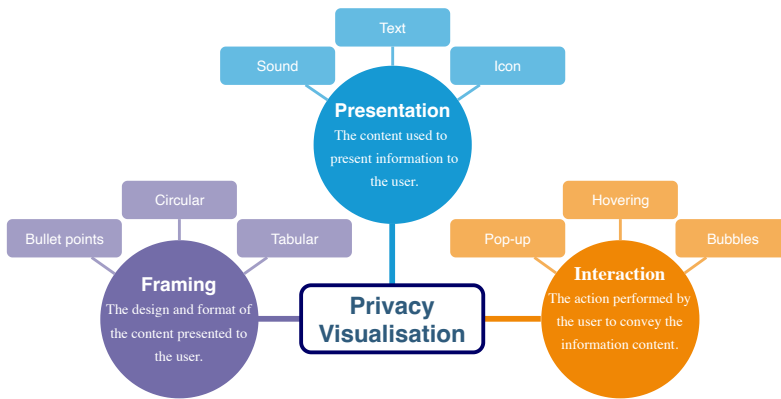 Text
Sound
Icon
Presentation
The content used to
present information to
the user.
Circular
Bullet points
Tabular
Framing
The design and format of
the content presented to
the user.
Hovering
Pop-up
Bubbles
Interaction
The action performed by
the user to convey the
information content.
Privacy
Visualisation